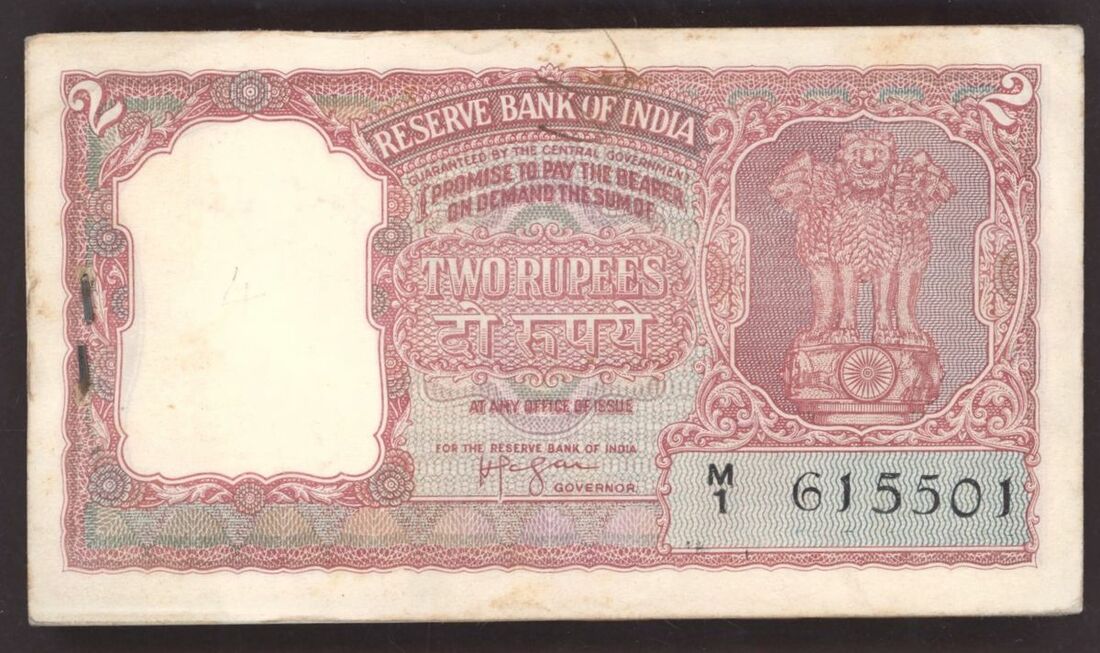 2
2
RESERVE BANK OF INDIA
GUARANTEED BY THE CENTRAL GOVERNMENT
I PROMISE TO PAY THE BEARER
ON DEMAND THE SUM OF
TWO RUPEES
दो रुपये
AT ANY OFFICE OF ISSUE
FOR THE RESERVE BANK OF INDIA
GOVERNOR
M/1 615501
4